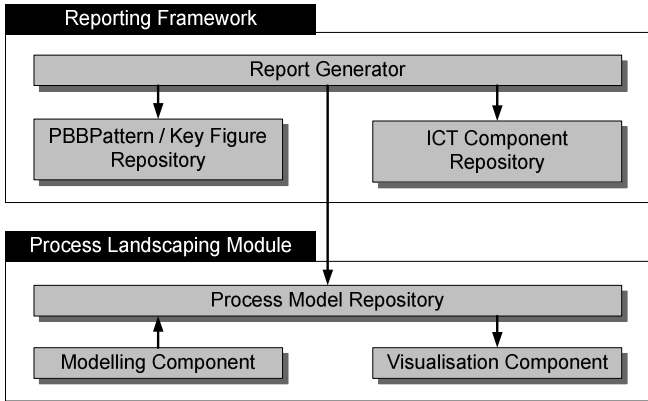 Reporting Framework
Report Generator
PBBPattern / Key Figure
Repository
ICT Component
Repository
Process Landscaping Module
Process Model Repository
Modelling Component
Visualisation Component